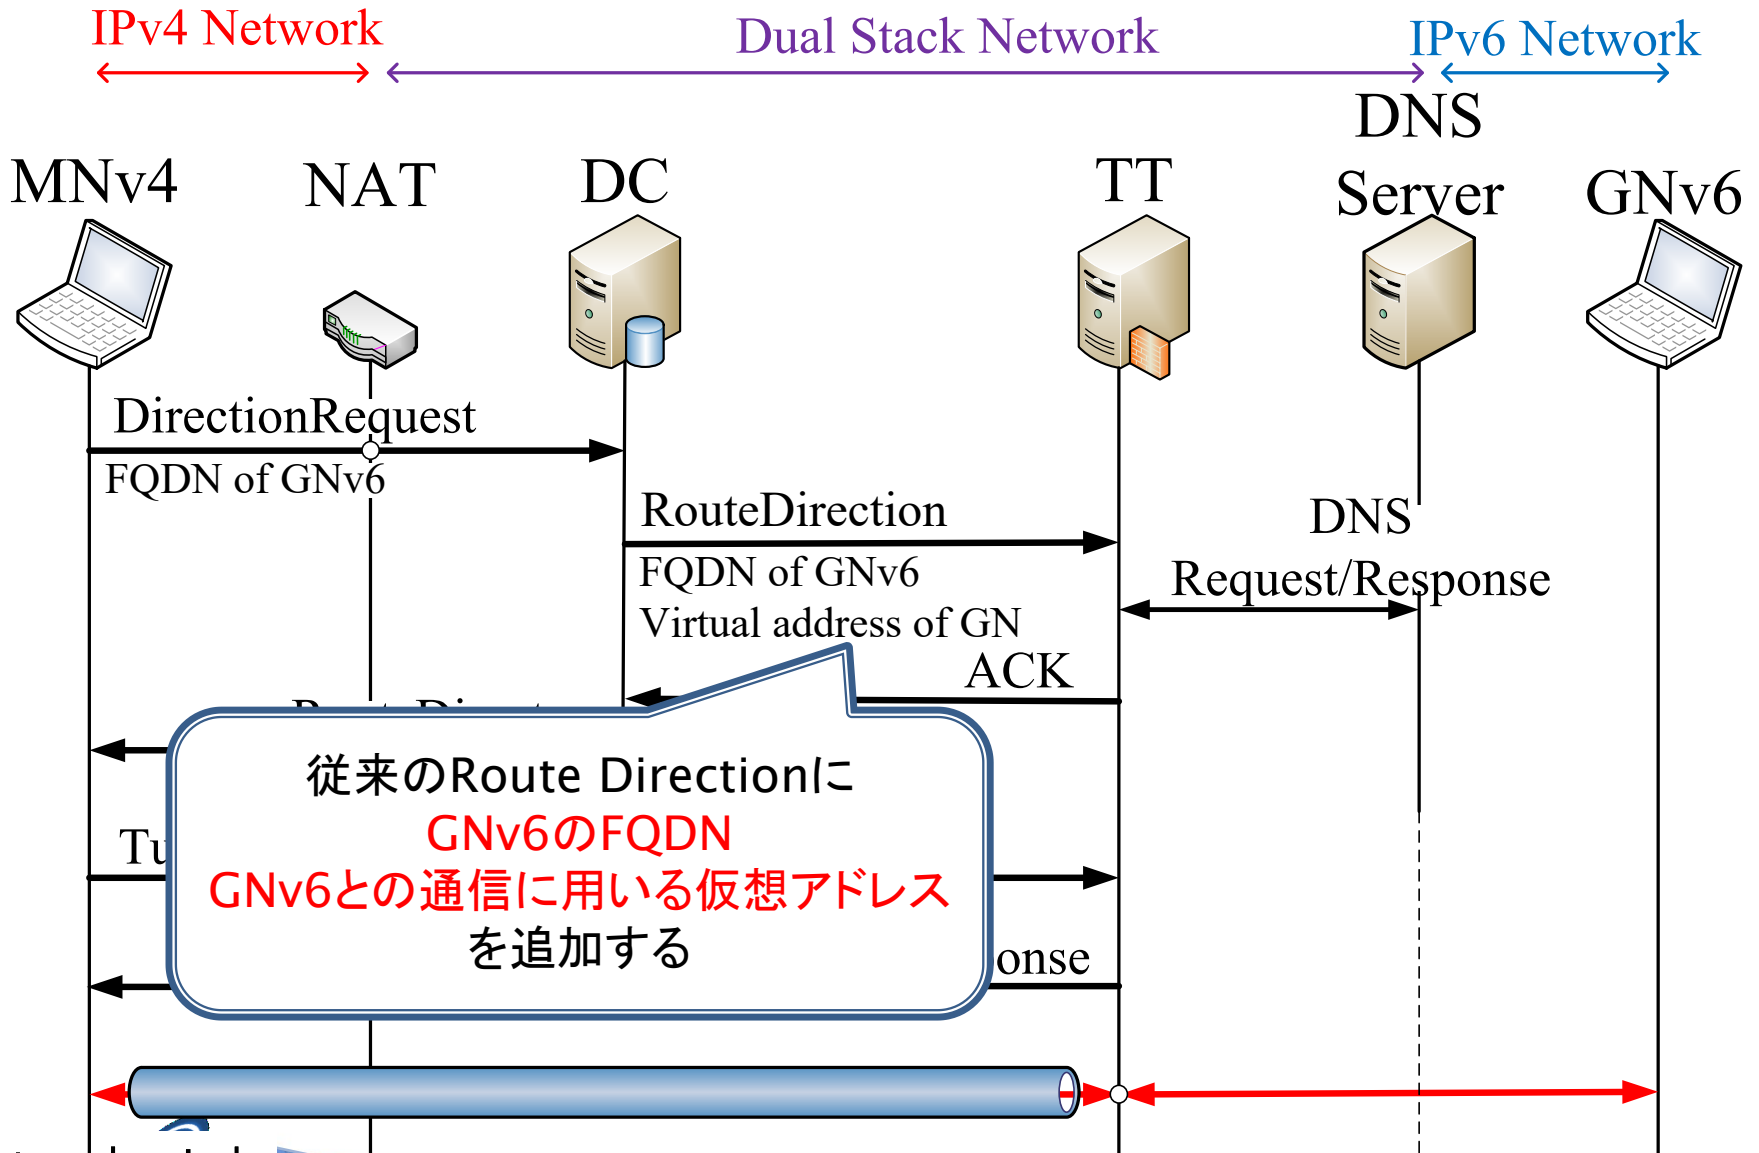 IPv4 Network
Dual Stack Network
IPv6 Network
MNv4
NAT
DC
TT
DNS
Server
GNv6
DirectionRequest
FQDN of GNv6
RouteDirection
FQDN of GNv6
Virtual address of GN
DNS
Request/Response
ACK
従来のRoute Directionに
GNv6のFQDN
GNv6との通信に用いる仮想アドレス
を追加する
Tu
onse